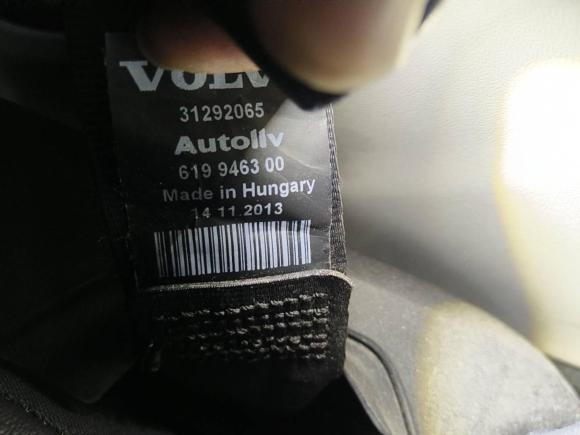 VOLV
31292065
Autoliv
619 9463 00
Made in Hungary
14 11.2013